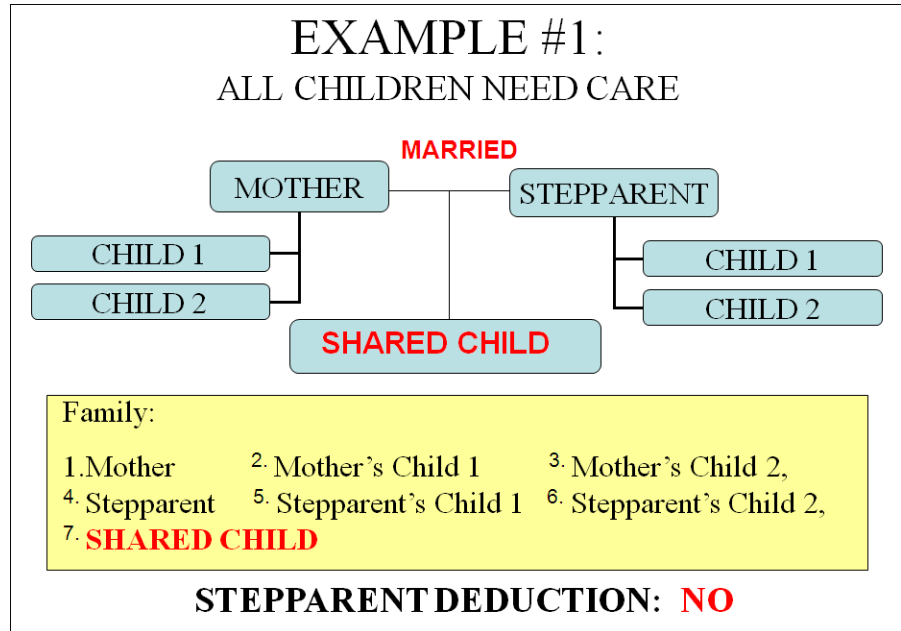 EXAMPLE #1:
ALL CHILDREN NEED CARE
MARRIED
MOTHER
STEPPARENT
CHILD 1
CHILD 2
CHILD 1
CHILD 2
SHARED CHILD
Family:
1.Mother 2. Mother's Child 1 3. Mother's Child 2,
4. Stepparent 5. Stepparent's Child 1 6. Stepparent's Child 2,
7. SHARED CHILD
STEPPARENT DEDUCTION: NO